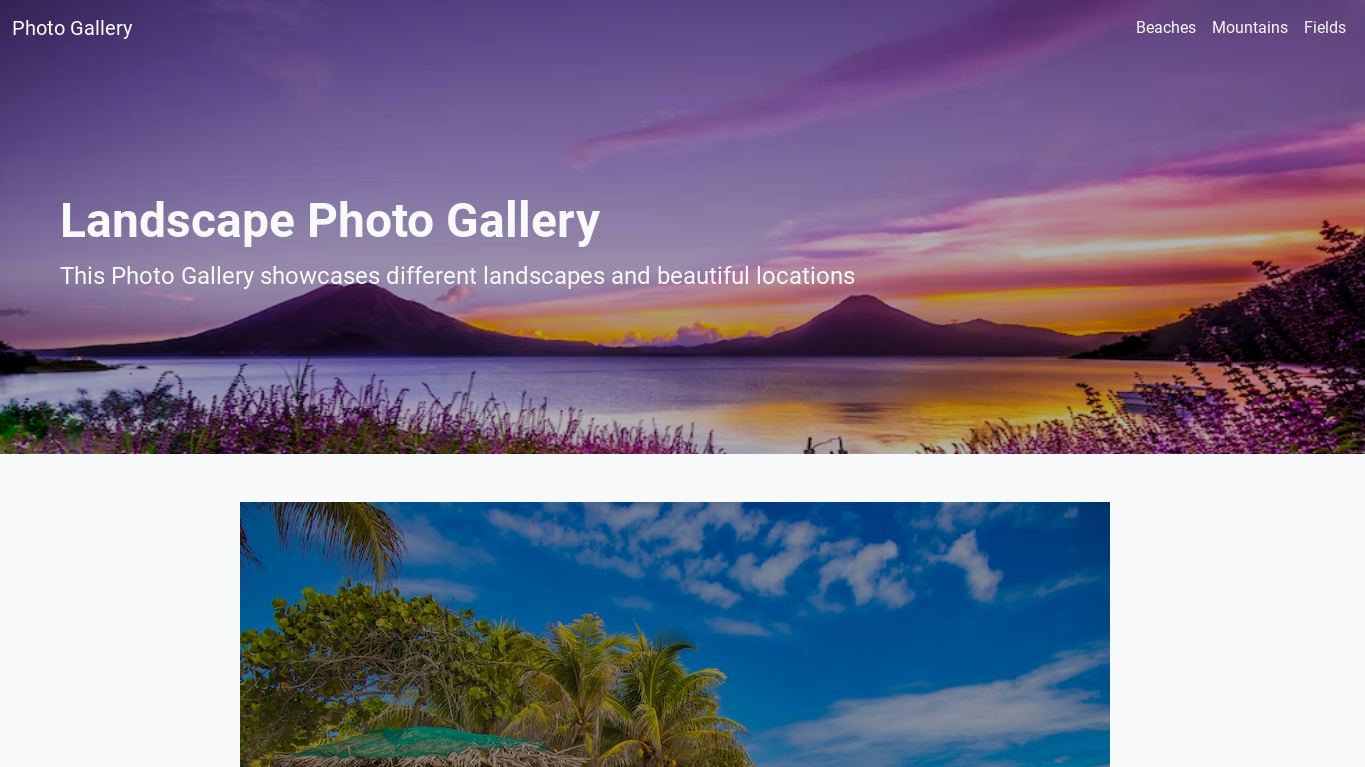 Photo Gallery
Beaches Mountains Fields
Landscape Photo Gallery
This Photo Gallery showcases different landscapes and beautiful locations